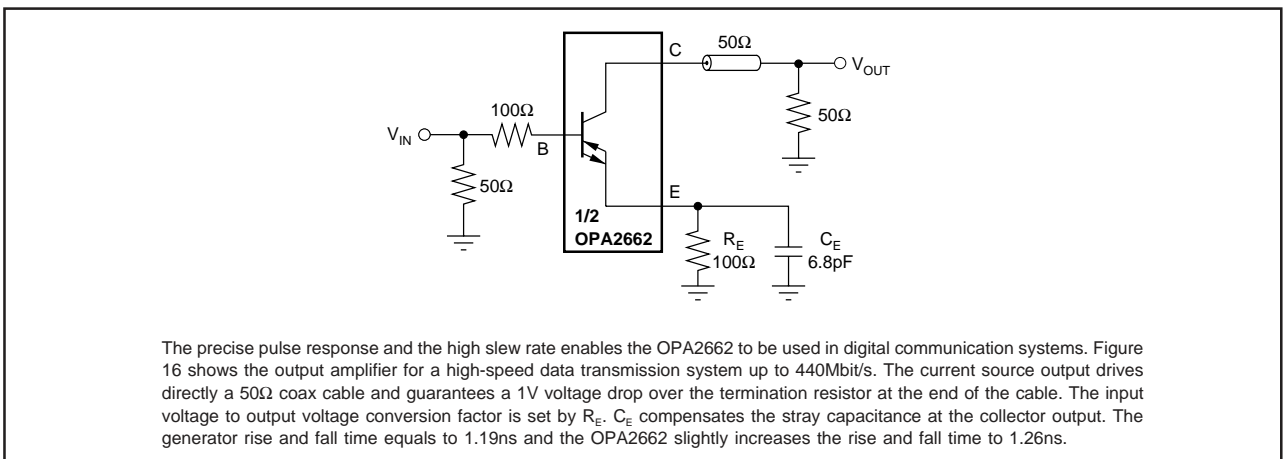 C
50Ω
V_OUT
50Ω
100Ω
V_IN
B
50Ω
E
1/2
OPA2662
R_E
100Ω
C_E
6.8pF
The precise pulse response and the high slew rate enables the OPA2662 to be used in digital communication systems. Figure
16 shows the output amplifier for a high-speed data transmission system up to 440Mbit/s. The current source output drives
directly a 50Ω coax cable and guarantees a 1V voltage drop over the termination resistor at the end of the cable. The input
voltage to output voltage conversion factor is set by R_E. C_E compensates the stray capacitance at the collector output. The
generator rise and fall time equals to 1.19ns and the OPA2662 slightly increases the rise and fall time to 1.26ns.